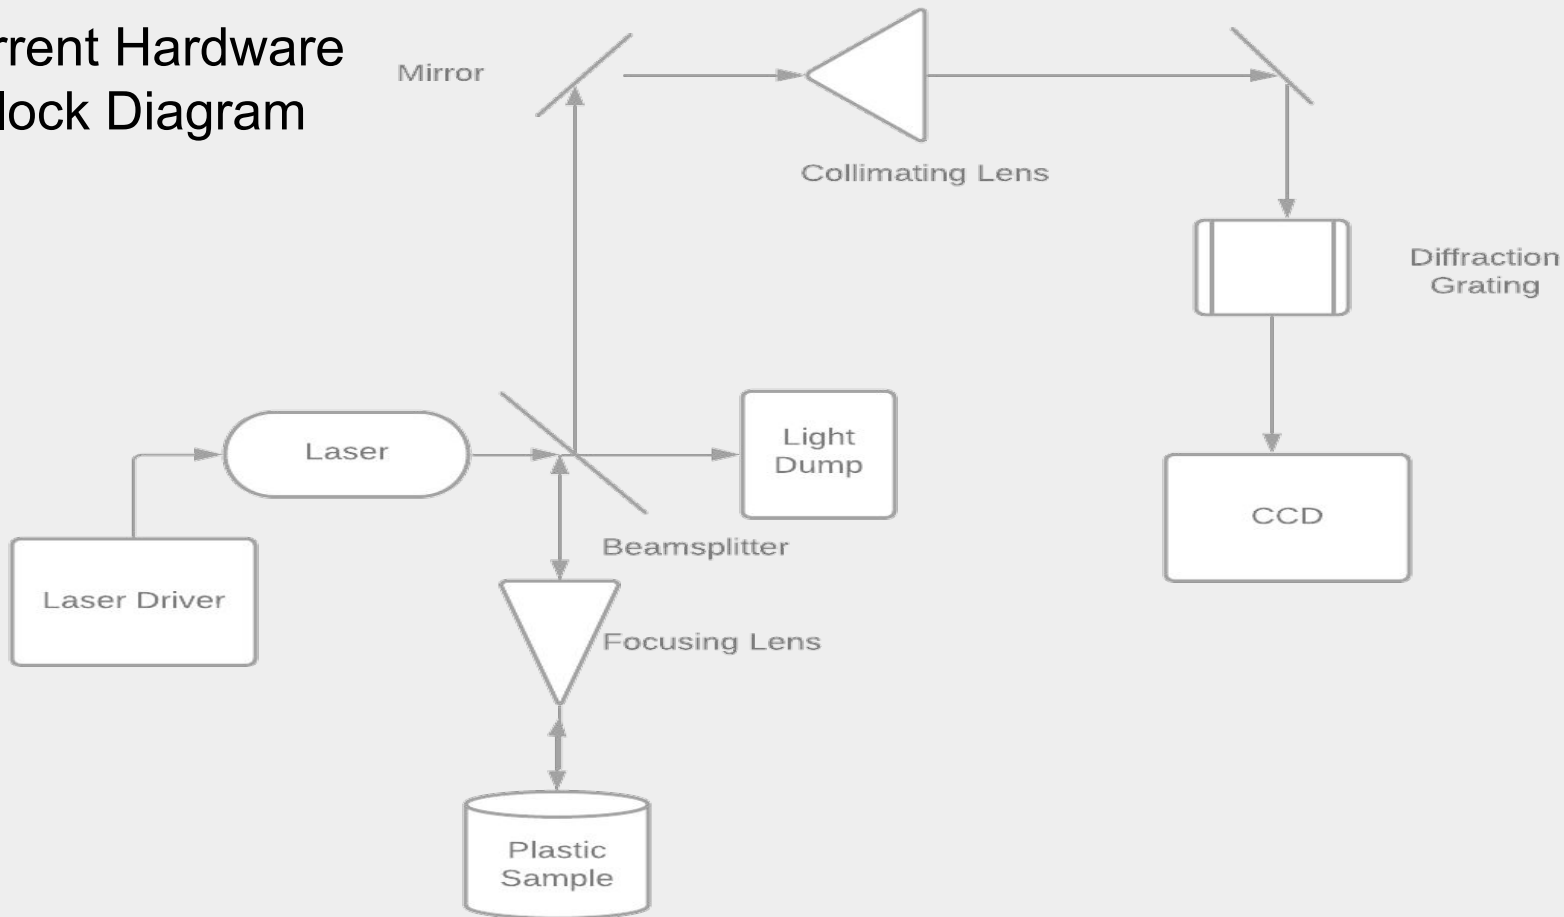 rrent Hardware
lock Diagram
Mirror
Collimating Lens
Diffraction
Grating
Laser
Light
Dump
CCD
Beamsplitter
Laser Driver
Focusing Lens
Plastic
Sample